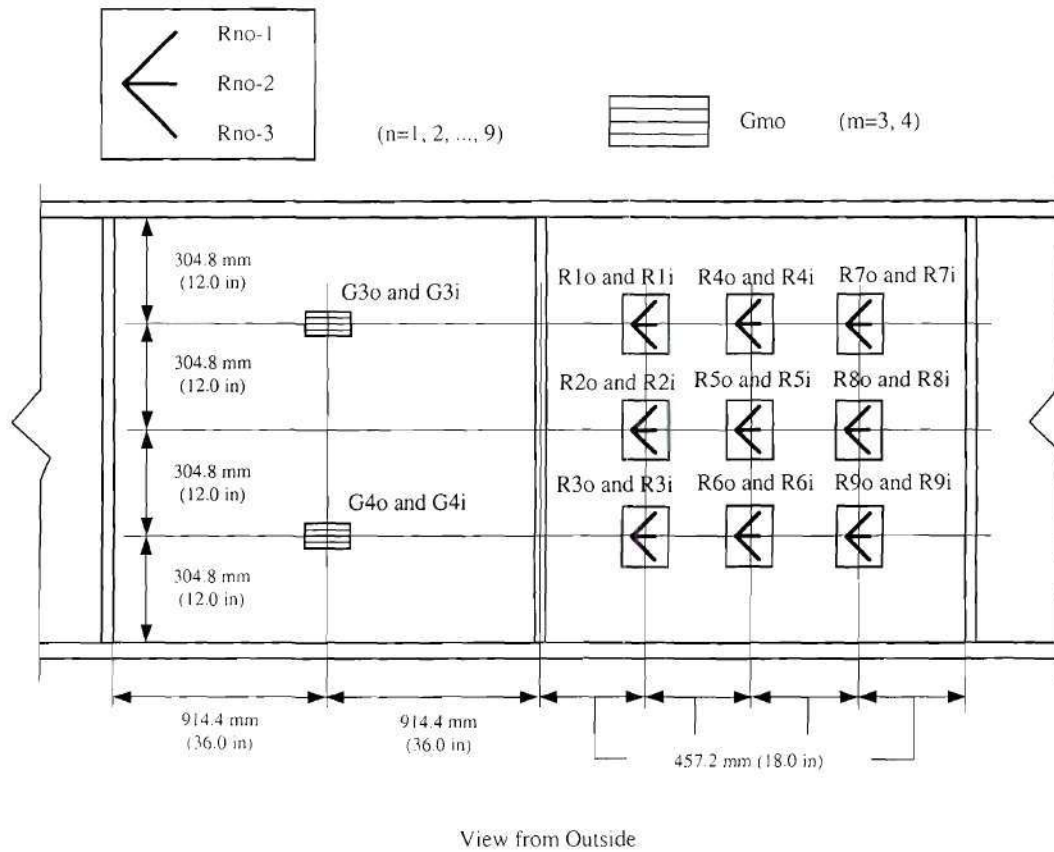 Rno-1
Rno-2
Rno-3
(n=1, 2, ..., 9)
Gmo (m=3, 4)
304.8 mm
(12.0 in)
G3o and G3i
R1o and R1i R4o and R4i R7o and R7i
304.8 mm
(12.0 in)
R2o and R2i R5o and R5i R8o and R8i
304.8 mm
(12.0 in)
G4o and G4i
R3o and R3i R6o and R6i R9o and R9i
304.8 mm
(12.0 in)
914.4 mm
(36.0 in)
914.4 mm
(36.0 in)
457.2 mm (18.0 in)
View from Outside